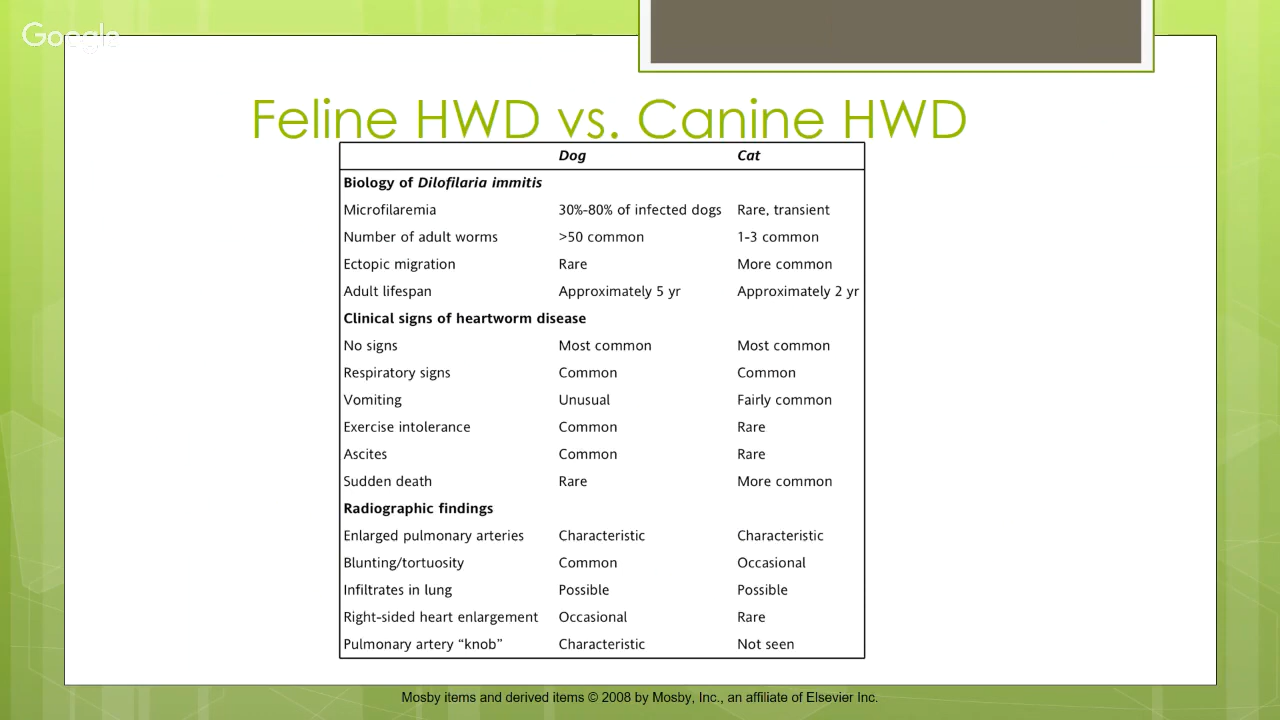 Google
Feline HWD vs. Canine HWD
Dog Cat
Biology of Dilofilaria immitis
Microfilaremia 30%-80% of infected dogs Rare, transient
Number of adult worms >50 common 1-3 common
Ectopic migration Rare More common
Adult lifespan Approximately 5 yr Approximately 2 yr
Clinical signs of heartworm disease
No signs Most common Most common
Respiratory signs Common Common
Vomiting Unusual Fairly common
Exercise intolerance Common Rare
Ascites Common Rare
Sudden death Rare More common
Radiographic findings
Enlarged pulmonary arteries Characteristic Characteristic
Blunting/tortuosity Common Occasional
Infiltrates in lung Possible Possible
Right-sided heart enlargement Occasional Rare
Pulmonary artery “knob” Characteristic Not seen
Mosby items and derived items © 2008 by Mosby, Inc., an affiliate of Elsevier Inc.